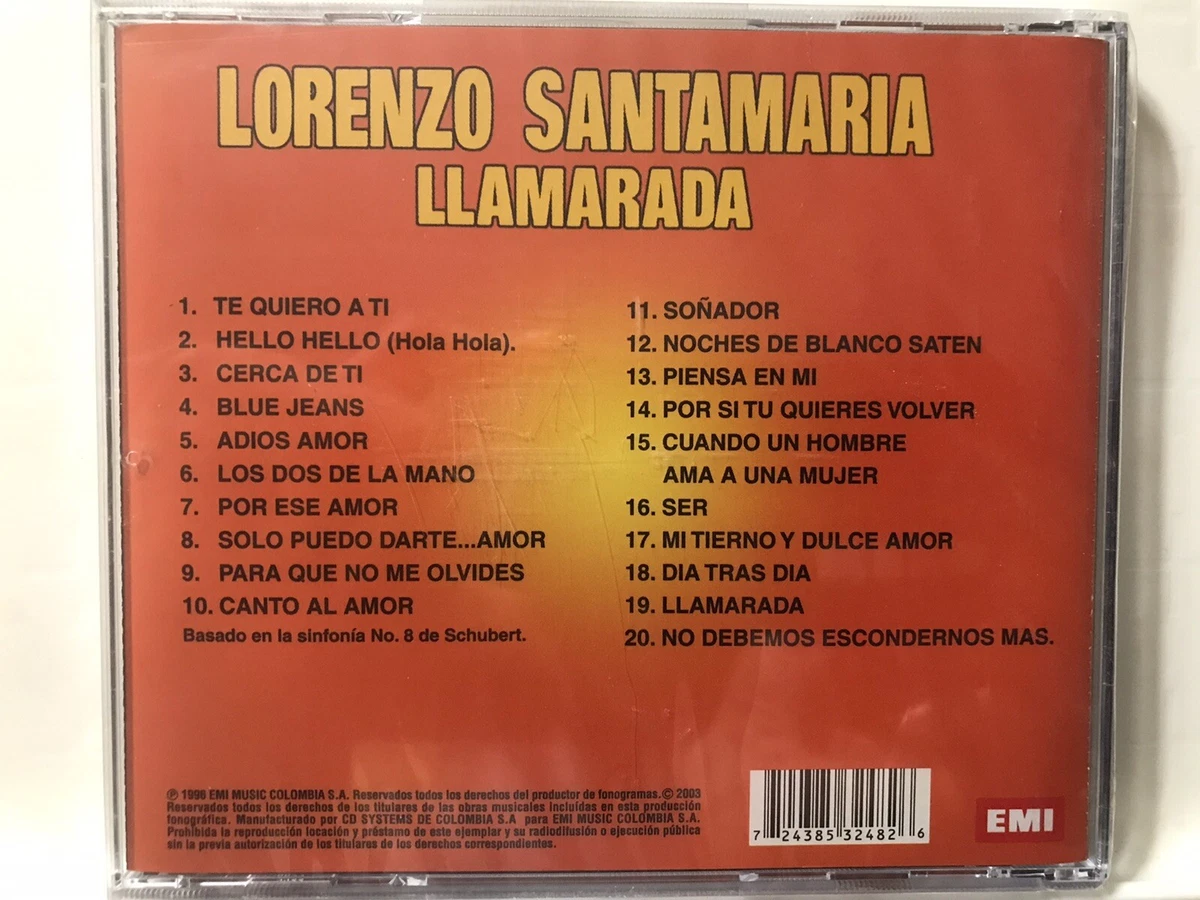 LORENZO SANTAMARIA
LLAMARADA
1. TE QUIERO A TI
2. HELLO HELLO (Hola Hola).
3. CERCA DE TI
4. BLUE JEANS
5. ADIOS AMOR
6. LOS DOS DE LA MANO
7. POR ESE AMOR
8. SOLO PUEDO DARTE...AMOR
9. PARA QUE NO ME OLVIDES
10. CANTO AL AMOR
Basado en la sinfonía No. 8 de Schubert.
11. SOÑADOR
12. NOCHES DE BLANCO SATEN
13. PIENSA EN MI
14. POR SI TU QUIERES VOLVER
15. CUANDO UN HOMBRE
AMA A UNA MUJER
16. SER
17. MI TIERNO Y DULCE AMOR
18. DIA TRAS DIA
19. LLAMARADA
20. NO DEBEMOS ESCONDERNOS MAS.
℗ 1996 EMI MUSIC COLOMBIA S.A. Reservados todos los derechos del productor de fonogramas.© 2003
Reservados todos los derechos de los titulares de las obras musicales incluidas en esta producción
fonográfica. Manufacturado por CD SYSTEMS DE COLOMBIA S.A para EMI MUSIC COLOMBIA S.A.
Prohibida la reproducción locación y préstamo de este ejemplar y su radiodifusión o ejecución pública
sin la previa autorización de los titulares de los derechos correspondientes.
7 24385 32482 6
EMI